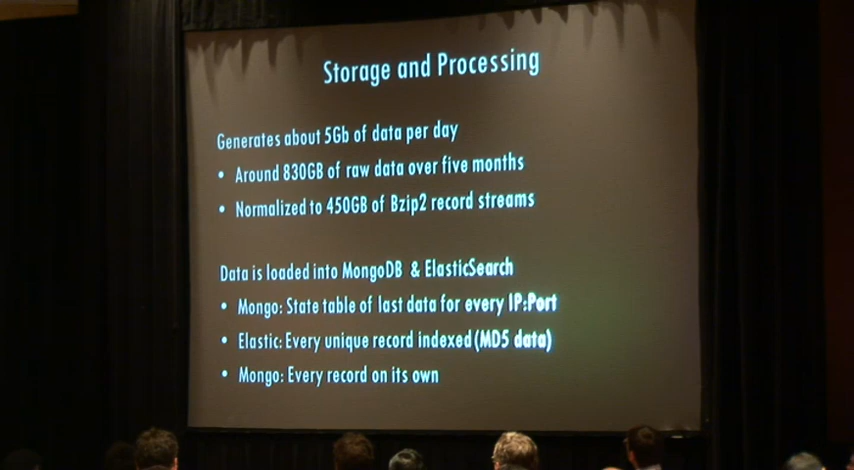 Storage and Processing
Generates about 5Gb of data per day
• Around 830GB of raw data over five months
• Normalized to 450GB of Bzip2 record streams
Data is loaded into MongoDB & ElasticSearch
• Mongo: State table of last data for every IP:Port
• Elastic: Every unique record indexed (MD5 data)
• Mongo: Every record on its own